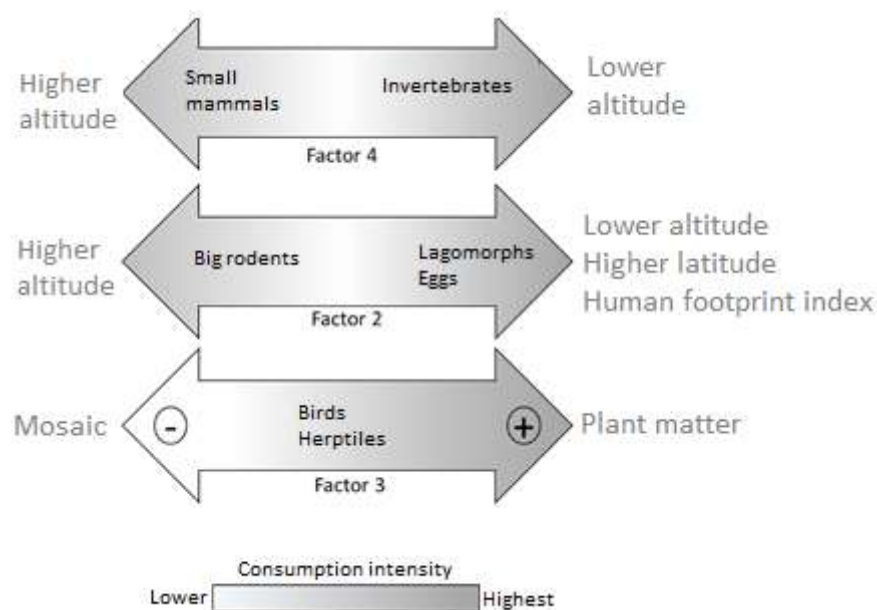 Higher
altitude
Small
mammals
Invertebrates
Lower
altitude
Factor 4
Higher
altitude
Big rodents
Lagomorphs
Eggs
Lower altitude
Higher latitude
Human footprint index
Factor 2
Mosaic
-
Birds
Herptiles
+
Plant matter
Factor 3
Consumption intensity
Lower
Highest